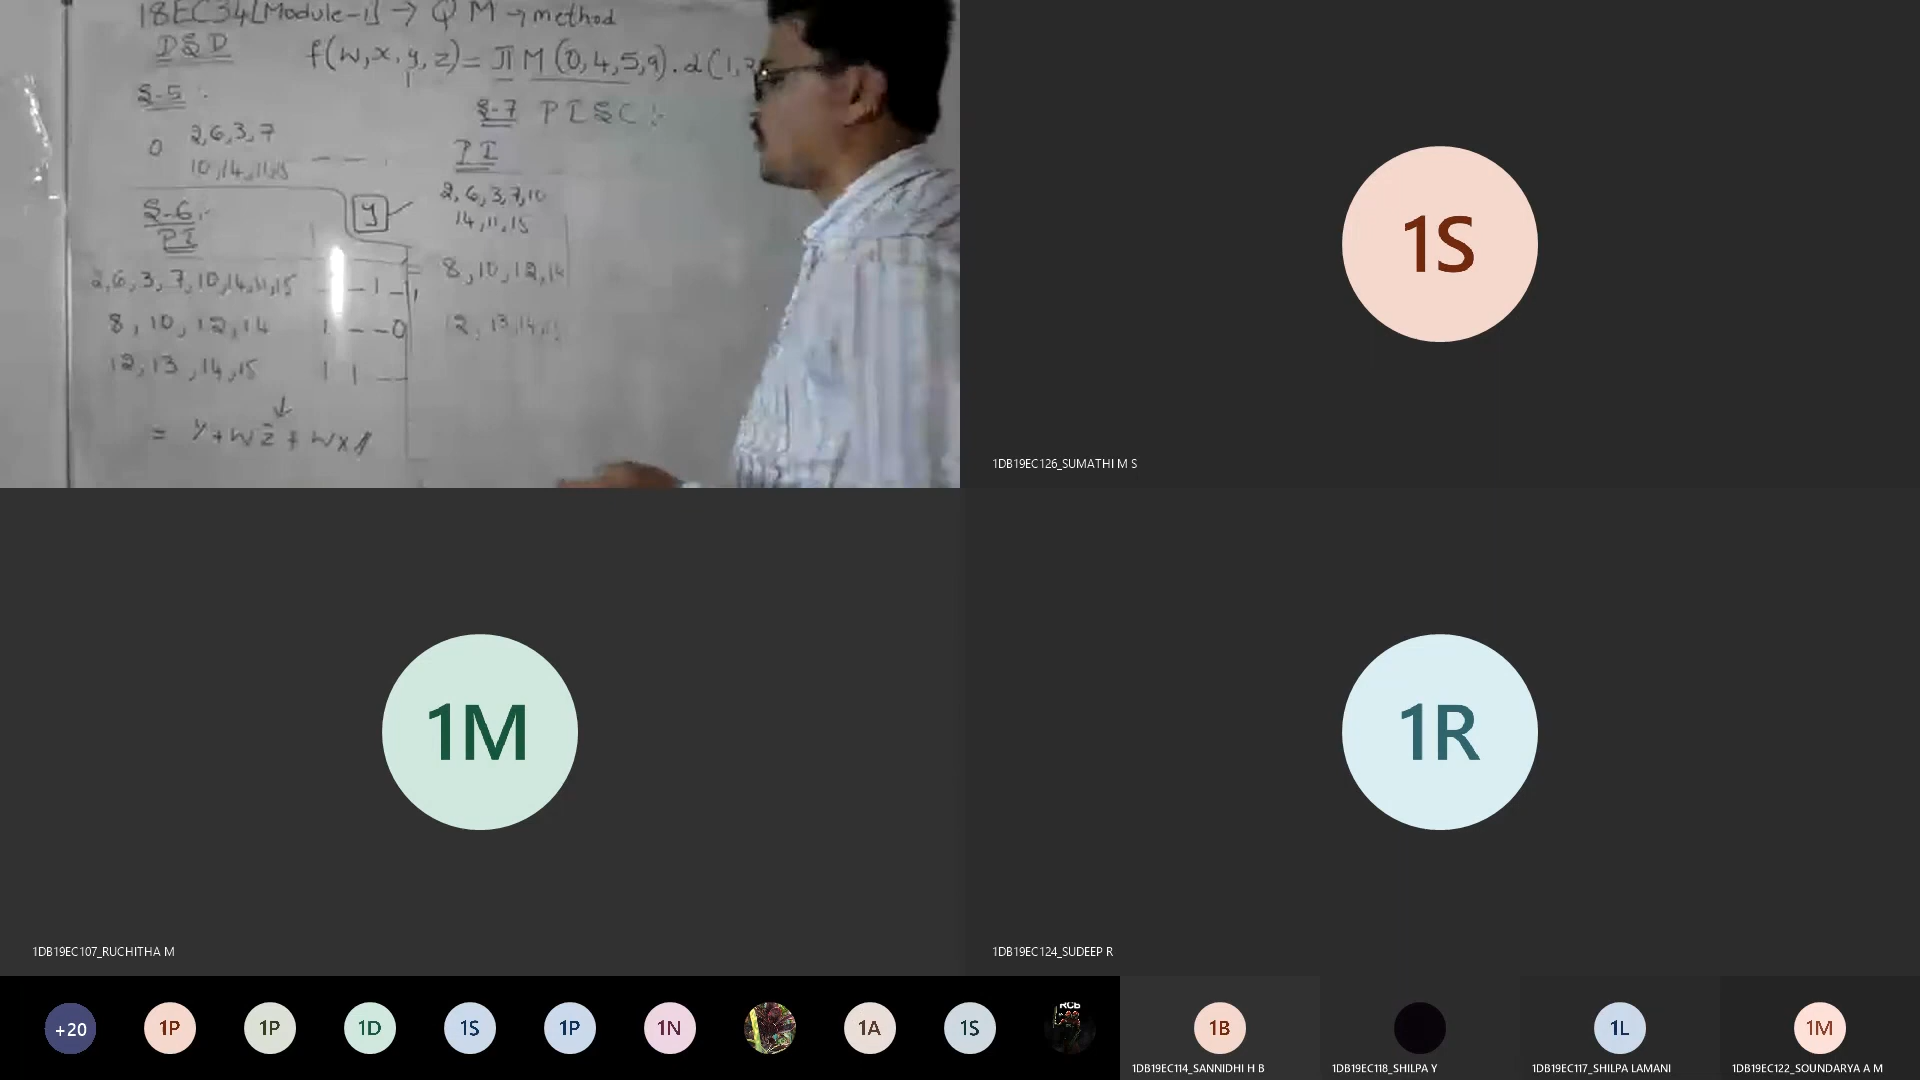 18EC34[Module-1] → Q M → method
DSD
f(w,x,y,z)= πM(0,4,5,9).d(1,
S-5 :-
0 2,6,3,7
10,14,11,15 - - - -
y
S-6:-
PI
2,6,3,7,10,14,11,15 - - 1 -
8, 10, 12, 14 1 - - 0
12, 13, 14, 15 1 1 - -
↓
= y+wz̄+wx
S-7 PI&C :-
PI
2, 6, 3, 7, 10
14, 11, 15
8, 10, 12, 14
12, 13, 14,
1S
1DB19EC126_SUMATHI M S
1M
1DB19EC107_RUCHITHA M
1R
1DB19EC124_SUDEEP R
+20
1P
1P
1D
1S
1P
1N
1A
1S
RCB
1B
1DB19EC114_SANNIDHI H B
1DB19EC118_SHILPA Y
1L
1DB19EC117_SHILPA LAMANI
1M
1DB19EC122_SOUNDARYA A M